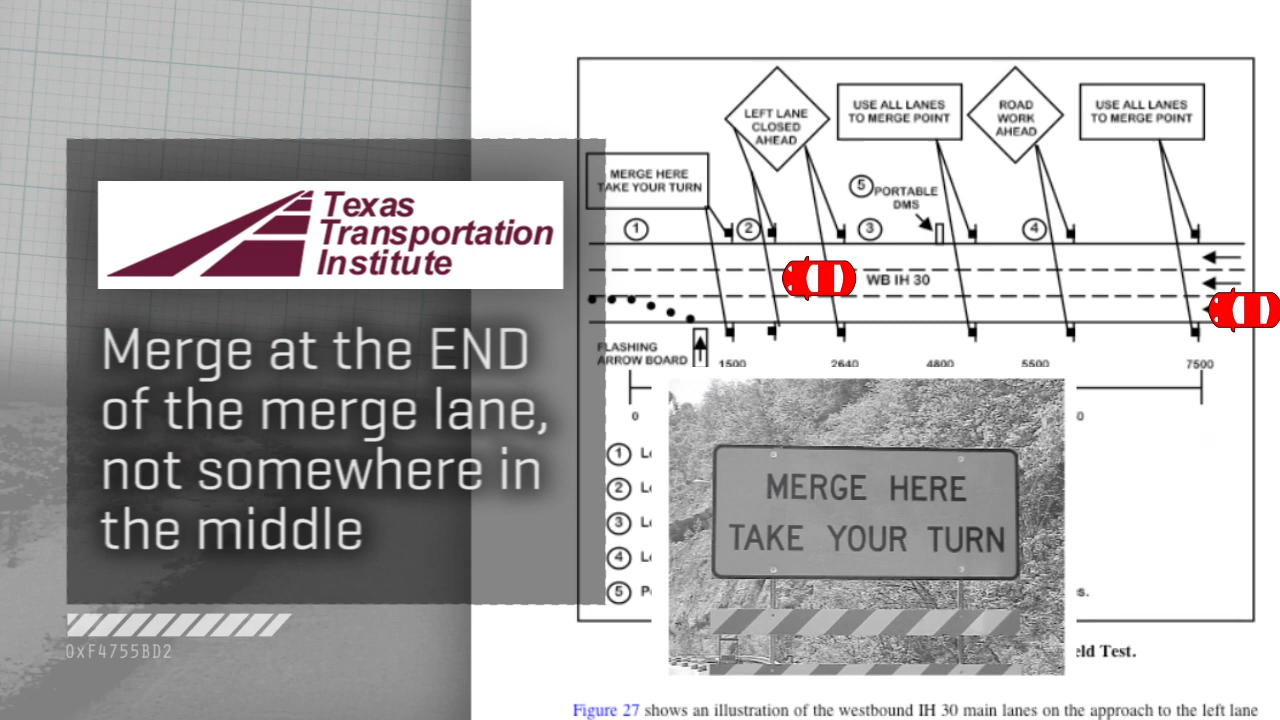 Texas
Transportation
Institute
Merge at the END
of the merge lane,
not somewhere in
the middle
0xF4755BD2
MERGE HERE
TAKE YOUR TURN
LEFT LANE
CLOSED
AHEAD
USE ALL LANES
TO MERGE POINT
ROAD
WORK
AHEAD
USE ALL LANES
TO MERGE POINT
5
PORTABLE
DMS
1
2
3
4
WB IH 30
FLASHING
ARROW BOARD
1500
2640
4800
5500
7500
0
1
2
3
4
5
MERGE HERE
TAKE YOUR TURN
eld Test.
Figure 27 shows an illustration of the westbound IH 30 main lanes on the approach to the left lane